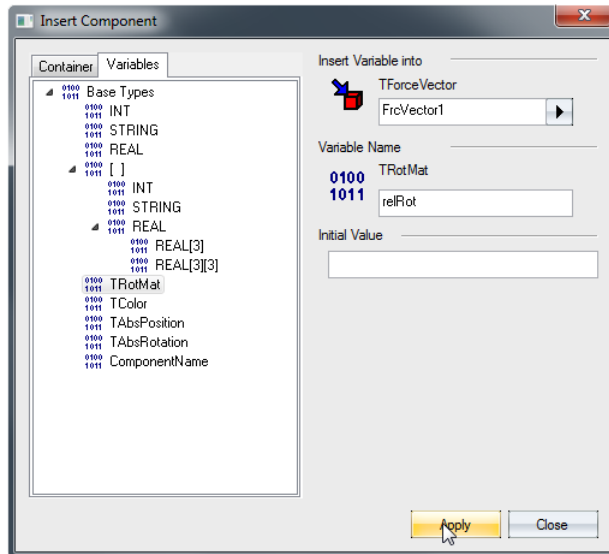 Insert Component
Container
Variables
Base Types
INT
STRING
REAL
[ ]
INT
STRING
REAL
REAL[3]
REAL[3][3]
TRotMat
TColor
TAbsPosition
TAbsRotation
ComponentName
Insert Variable into
TForceVector
FrcVector1
Variable Name
0100
1011
TRotMat
relRot
Initial Value
Apply
Close